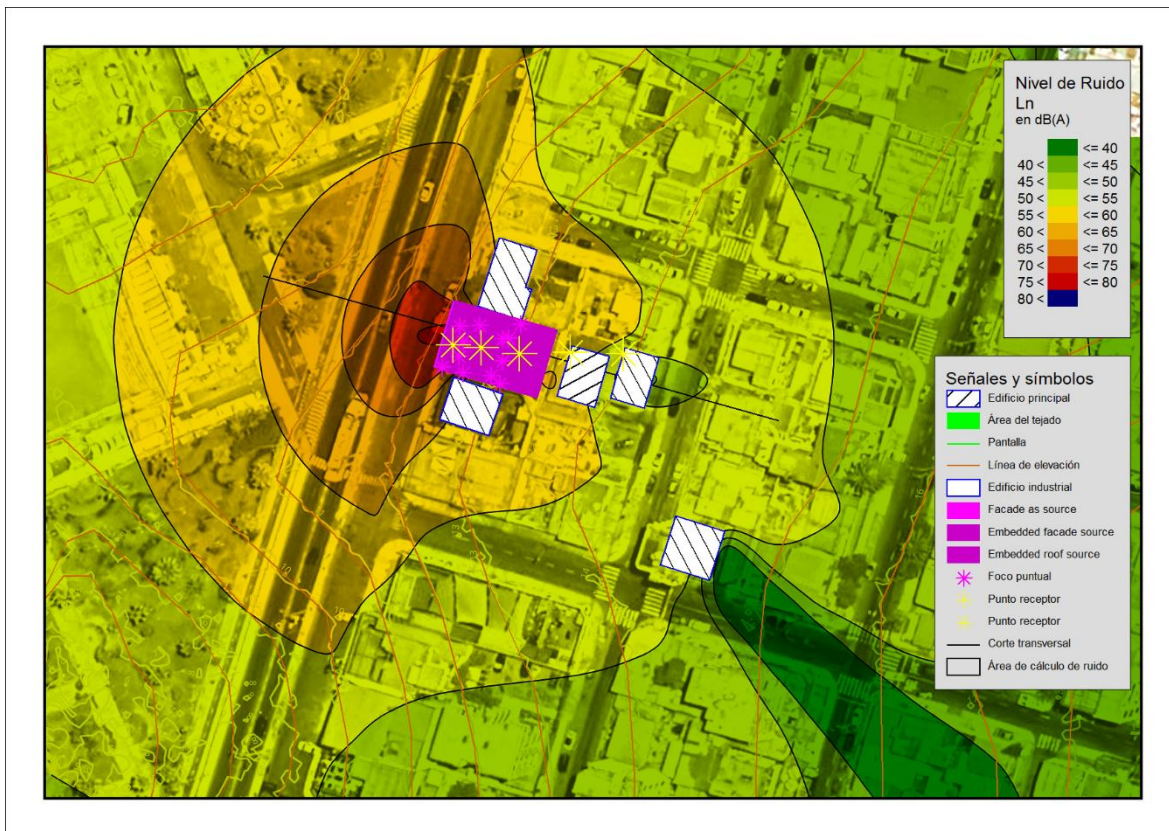 Nivel de Ruido
Ln
en dB(A)
<= 40
40 < <= 45
45 < <= 50
50 < <= 55
55 < <= 60
60 < <= 65
65 < <= 70
70 < <= 75
75 < <= 80
80 <
Señales y símbolos
Edificio principal
Área del tejado
Pantalla
Línea de elevación
Edificio industrial
Facade as source
Embedded facade source
Embedded roof source
Foco puntual
Punto receptor
Punto receptor
Corte transversal
Área de cálculo de ruido